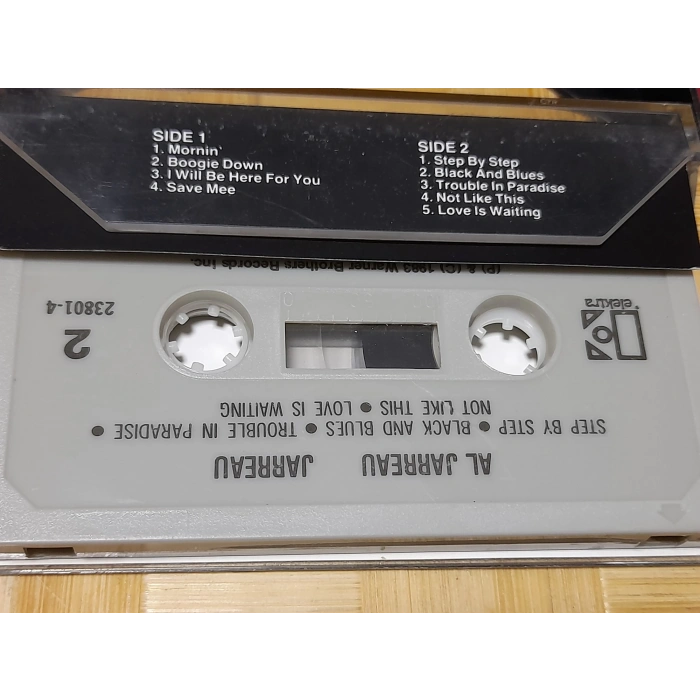 SIDE 1
1. Mornin'
2. Boogie Down
3. I Will Be Here For You
4. Save Mee
SIDE 2
1. Step By Step
2. Black And Blues
3. Trouble In Paradise
4. Not Like This
5. Love Is Waiting
AL JARREAU JARREAU
STEP BY STEP • BLACK AND BLUES • TROUBLE IN PARADISE •
NOT LIKE THIS • LOVE IS WAITING
elektra
2
23801-4
(P) & (C) 1983 Warner Brothers Records Inc.